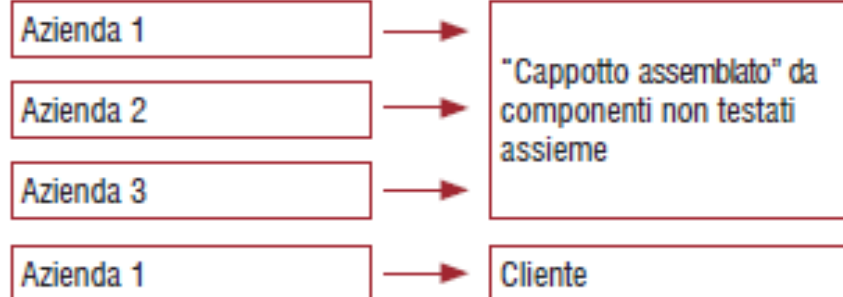 Azienda 1
Azienda 2
Azienda 3
"Cappotto assemblato" da
componenti non testati
assieme
Azienda 1
Cliente